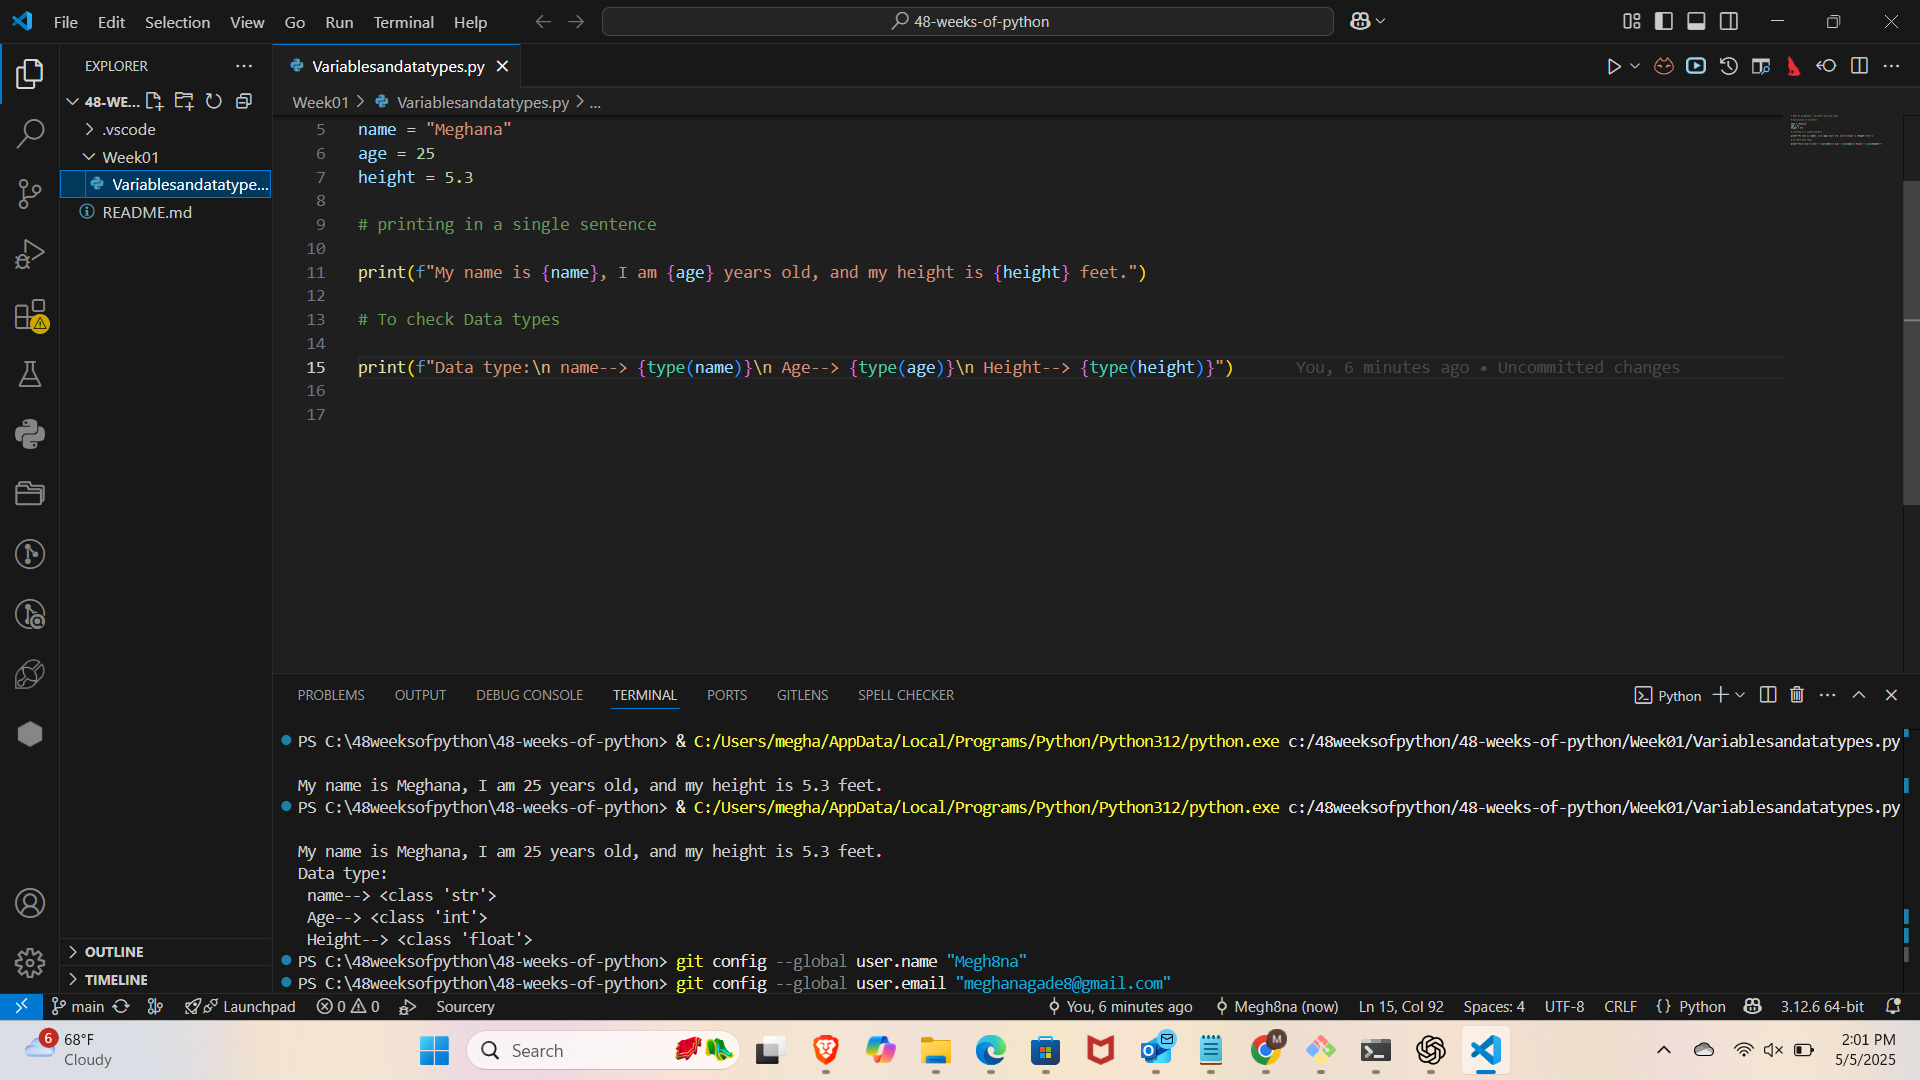 File Edit Selection View Go Run Terminal Help
48-weeks-of-python
EXPLORER
48-WE...
.vscode
Week01
Variablesandatatype...
README.md
OUTLINE
TIMELINE
Variablesandatatypes.py
Week01 > Variablesandatatypes.py > ...
5 name = "Meghana"
6 age = 25
7 height = 5.3
8
9 # printing in a single sentence
10
11 print(f"My name is {name}, I am {age} years old, and my height is {height} feet.")
12
13 # To check Data types
14
15 print(f"Data type:\n name--> {type(name)}\n Age--> {type(age)}\n Height--> {type(height)}") You, 6 minutes ago • Uncommitted changes
16
17
PROBLEMS OUTPUT DEBUG CONSOLE TERMINAL PORTS GITLENS SPELL CHECKER
Python
PS C:\48weeksofpython\48-weeks-of-python> & C:/Users/megha/AppData/Local/Programs/Python/Python312/python.exe c:/48weeksofpython/48-weeks-of-python/Week01/Variablesandatatypes.py
My name is Meghana, I am 25 years old, and my height is 5.3 feet.
PS C:\48weeksofpython\48-weeks-of-python> & C:/Users/megha/AppData/Local/Programs/Python/Python312/python.exe c:/48weeksofpython/48-weeks-of-python/Week01/Variablesandatatypes.py
My name is Meghana, I am 25 years old, and my height is 5.3 feet.
Data type:
name--> <class 'str'>
Age--> <class 'int'>
Height--> <class 'float'>
PS C:\48weeksofpython\48-weeks-of-python> git config --global user.name "Megh8na"
PS C:\48weeksofpython\48-weeks-of-python> git config --global user.email "meghanagade8@gmail.com"
main Launchpad 0 0 Sourcery You, 6 minutes ago Megh8na (now) Ln 15, Col 92 Spaces: 4 UTF-8 CRLF {} Python 3.12.6 64-bit
6 68°F
Cloudy
Search
M
2:01 PM
5/5/2025